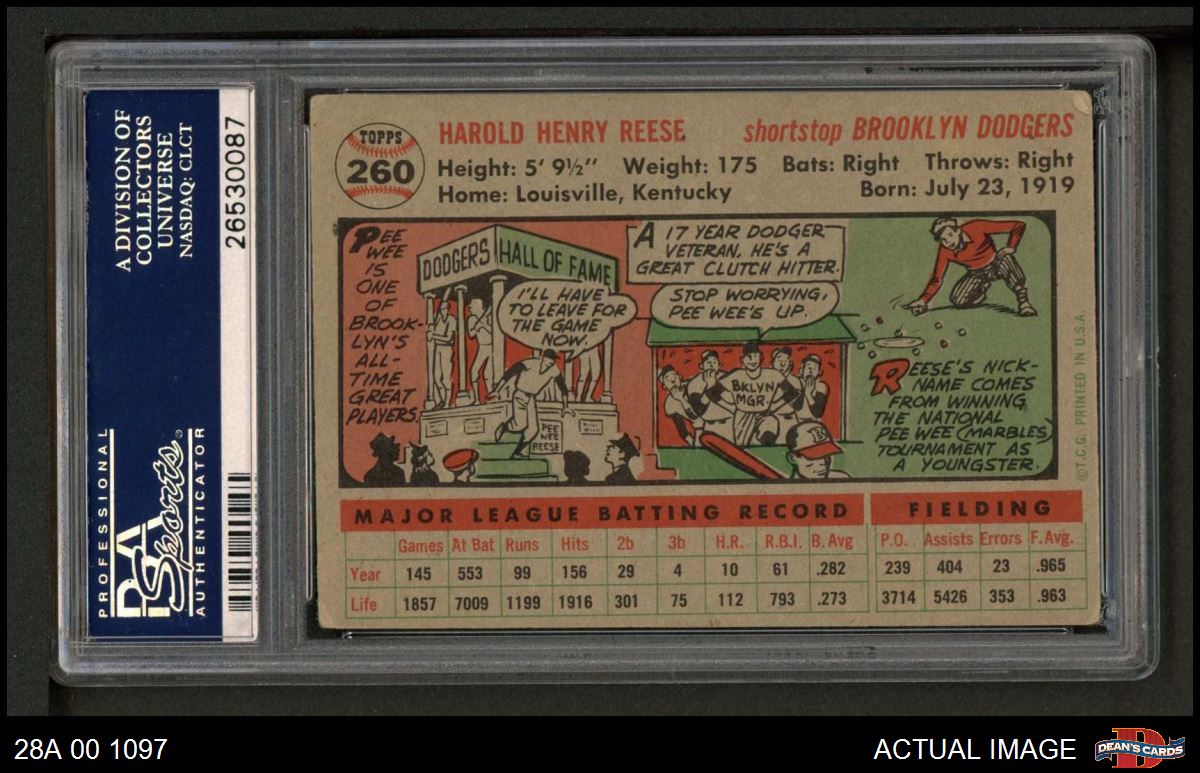 A DIVISION OF
COLLECTORS
UNIVERSE
NASDAQ: CLCT
26530087
PROFESSIONAL
PSA
Sports®
AUTHENTICATOR
TOPPS
260
HAROLD HENRY REESE shortstop BROOKLYN DODGERS
Height: 5' 9½" Weight: 175 Bats: Right Throws: Right
Home: Louisville, Kentucky Born: July 23, 1919
PEE
WEE
IS
ONE
OF
BROOK-
LYN'S
ALL-
TIME
GREAT
PLAYERS.
DODGERS HALL OF FAME
I'LL HAVE
TO LEAVE FOR
THE GAME
NOW.
PEE
WEE
REESE
A 17 YEAR DODGER
VETERAN, HE'S A
GREAT CLUTCH HITTER.
STOP WORRYING,
PEE WEE'S UP.
BKLYN
MGR.
B
REESE'S NICK-
NAME COMES
FROM WINNING
THE NATIONAL
PEE WEE (MARBLES)
TOURNAMENT AS
A YOUNGSTER.
©T.C.G. PRINTED IN U.S.A.
MAJOR LEAGUE BATTING RECORD FIELDING
Games At Bat Runs Hits 2b 3b H.R. R.B.I. B. Avg P.O. Assists Errors F. Avg.
Year 145 553 99 156 29 4 10 61 .282 239 404 23 .965
Life 1857 7009 1199 1916 301 75 112 793 .273 3714 5426 353 .963
28A 00 1097 ACTUAL IMAGE
DEAN'S CARDS